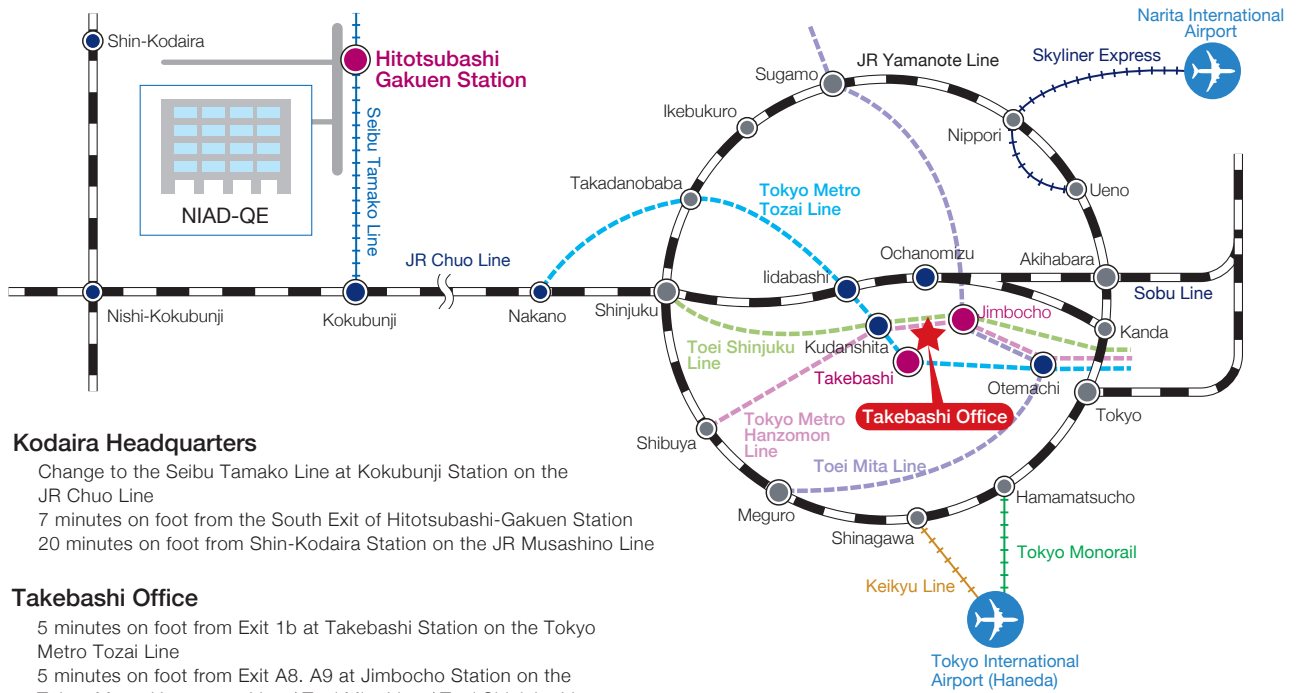 Narita International
Airport
Shin-Kodaira
Hitotsubashi
Gakuen Station
JR Yamanote Line
Skyliner Express
Sugamo
Ikebukuro
Nippori
Seibu Tamako Line
Takadanobaba
Tokyo Metro
Tozai Line
Ueno
NIAD-QE
JR Chuo Line
Ochanomizu
Akihabara
Iidabashi
Sobu Line
Nishi-Kokubunji
Kokubunji
Nakano
Shinjuku
Jimbocho
Kanda
Toei Shinjuku
Line
Kudanshita
Takebashi
Otemachi
Tokyo
Takebashi Office
Tokyo Metro
Hanzomon
Line
Shibuya
Toei Mita Line
Meguro
Hamamatsucho
Shinagawa
Tokyo Monorail
Keikyu Line
Tokyo International
Airport (Haneda)
Kodaira Headquarters
Change to the Seibu Tamako Line at Kokubunji Station on the
JR Chuo Line
7 minutes on foot from the South Exit of Hitotsubashi-Gakuen Station
20 minutes on foot from Shin-Kodaira Station on the JR Musashino Line
Takebashi Office
5 minutes on foot from Exit 1b at Takebashi Station on the Tokyo
Metro Tozai Line
5 minutes on foot from Exit A8. A9 at Jimbocho Station on the